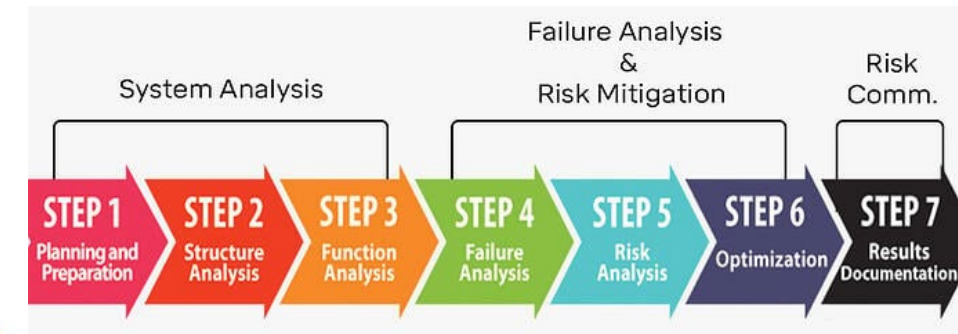 System Analysis
Failure Analysis
&
Risk Mitigation
Risk
Comm.
STEP 1
Planning and
Preparation
STEP 2
Structure
Analysis
STEP 3
Function
Analysis
STEP 4
Failure
Analysis
STEP 5
Risk
Analysis
STEP 6
Optimization
STEP 7
Results
Documentation